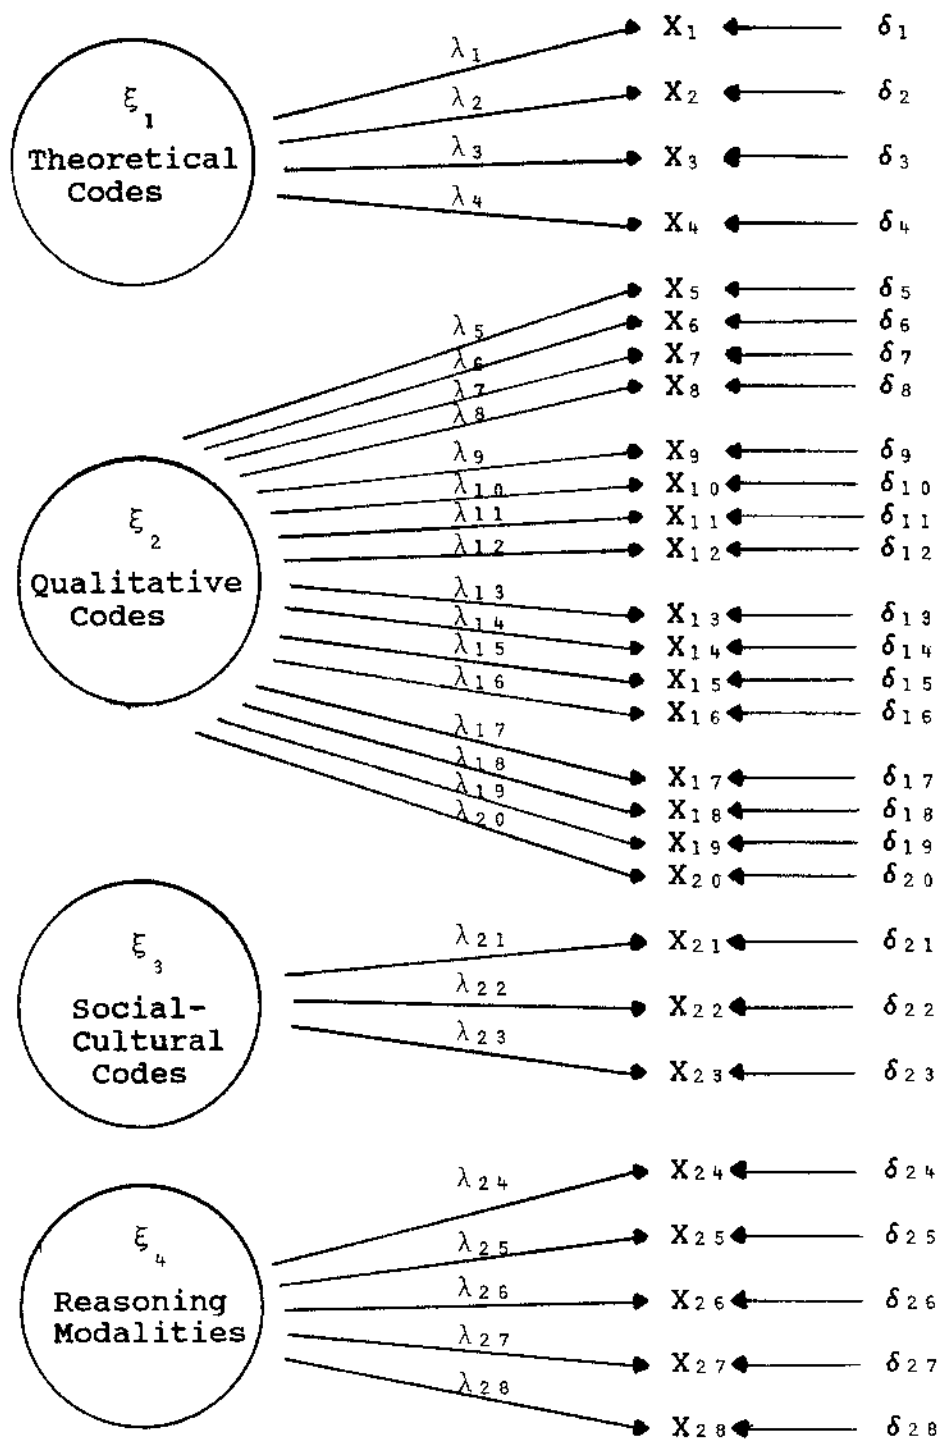 λ₁ X₁ δ₁
ξ₁ λ₂ X₂ δ₂
Theoretical λ₃ X₃ δ₃
Codes λ₄ X₄ δ₄
X₅ δ₅
λ₅ X₆ δ₆
λ₆ X₇ δ₇
λ₇ X₈ δ₈
λ₈
λ₉ X₉ δ₉
λ₁₀ X₁₀ δ₁₀
ξ₂ λ₁₁ X₁₁ δ₁₁
λ₁₂ X₁₂ δ₁₂
Qualitative λ₁₃ X₁₃ δ₁₃
Codes λ₁₄ X₁₄ δ₁₄
λ₁₅ X₁₅ δ₁₅
λ₁₆ X₁₆ δ₁₆
λ₁₇ X₁₇ δ₁₇
λ₁₈ X₁₈ δ₁₈
λ₁₉ X₁₉ δ₁₉
λ₂₀ X₂₀ δ₂₀
ξ₃ λ₂₁ X₂₁ δ₂₁
Social- λ₂₂ X₂₂ δ₂₂
Cultural λ₂₃
Codes X₂₃ δ₂₃
λ₂₄ X₂₄ δ₂₄
ξ₄ λ₂₅ X₂₅ δ₂₅
Reasoning λ₂₆ X₂₆ δ₂₆
Modalities λ₂₇ X₂₇ δ₂₇
λ₂₈ X₂₈ δ₂₈